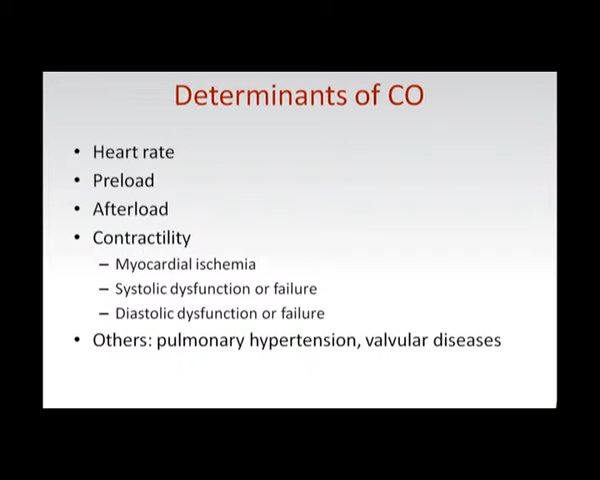 Determinants of CO
• Heart rate
• Preload
• Afterload
• Contractility
– Myocardial ischemia
– Systolic dysfunction or failure
– Diastolic dysfunction or failure
• Others: pulmonary hypertension, valvular diseases